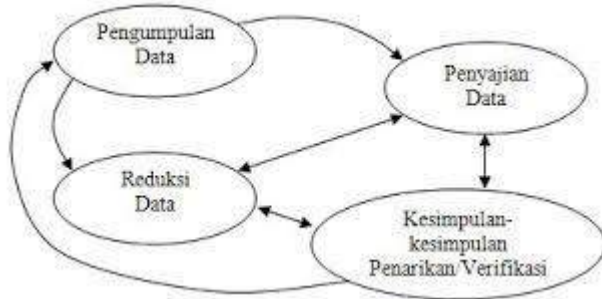 Pengumpulan
Data
Penyajian
Data
Reduksi
Data
Kesimpulan-
kesimpulan
Penarikan/Verifikasi